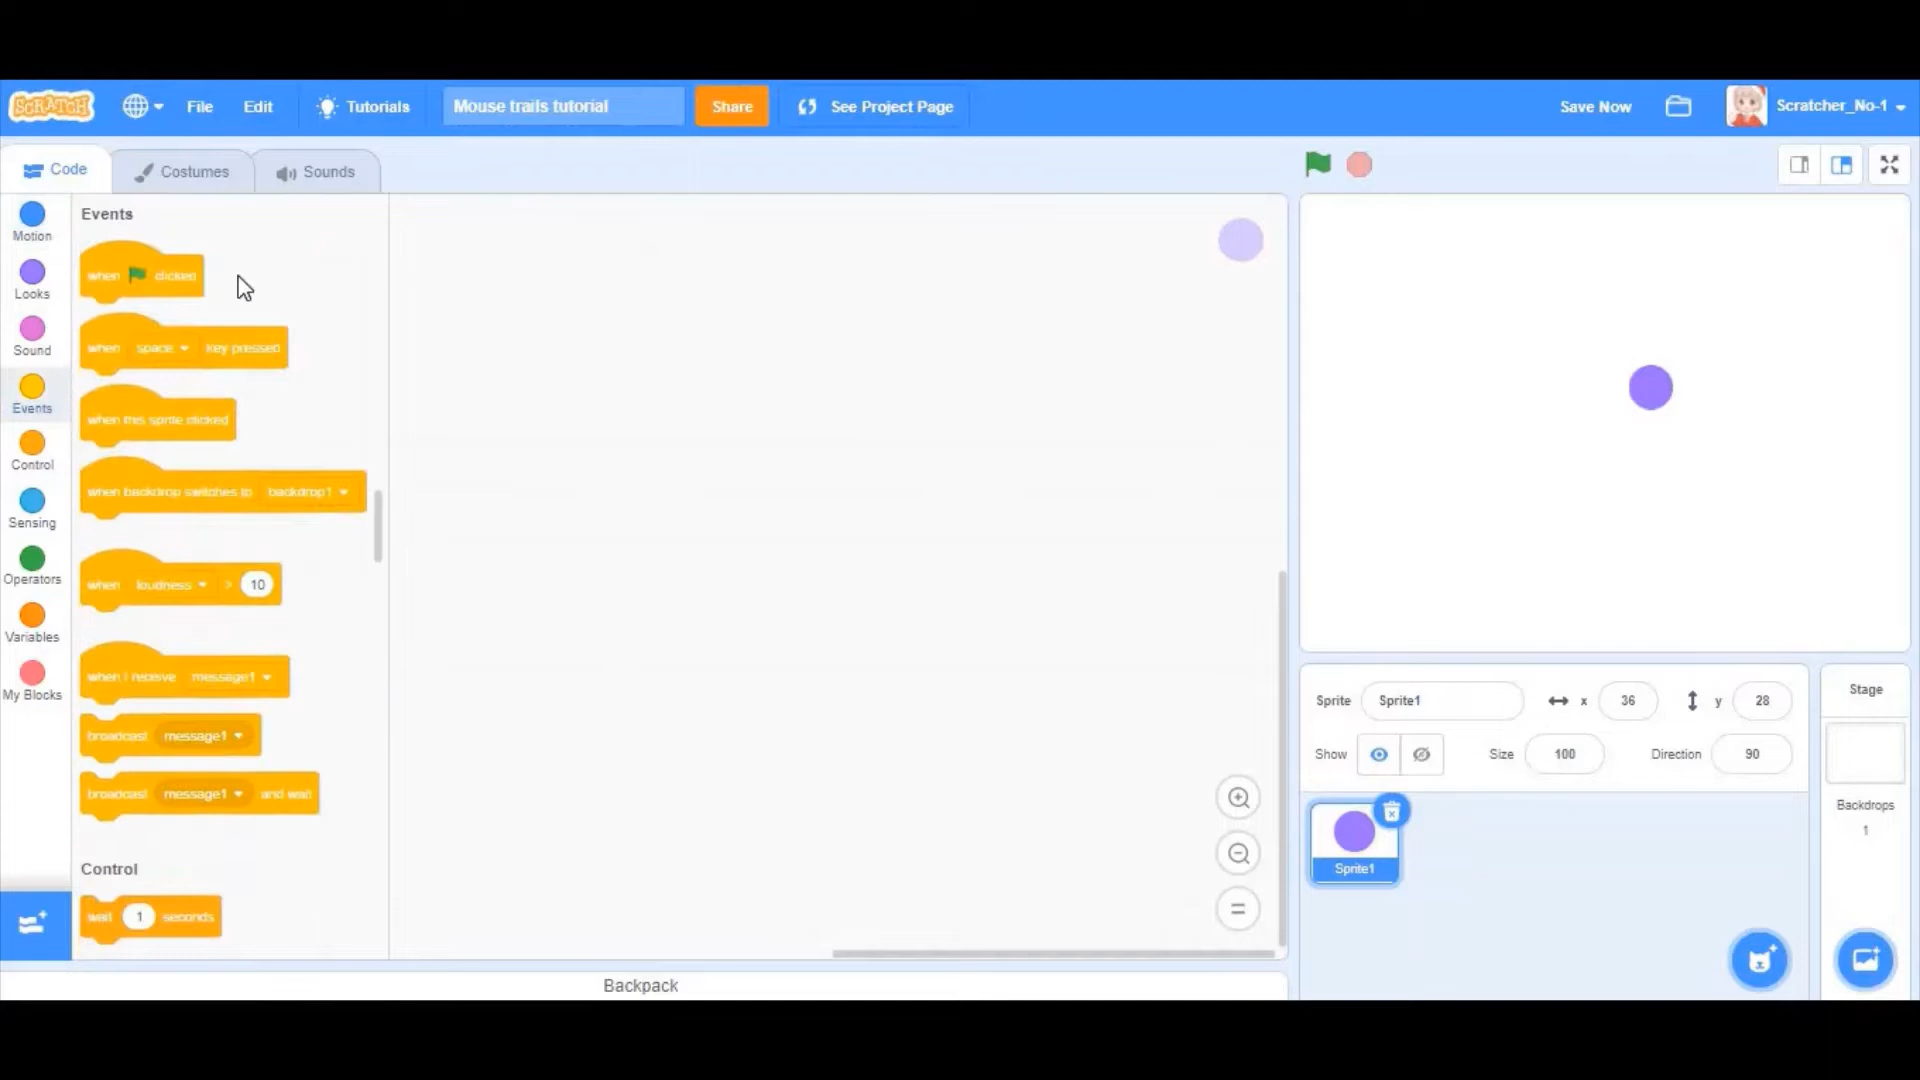 SCRATCH File Edit Tutorials Mouse trails tutorial Share See Project Page Save Now Scratcher_No-1
Code Costumes Sounds
Motion
Looks
Sound
Events
Control
Sensing
Operators
Variables
My Blocks
Events
when clicked
when space key pressed
when this sprite clicked
when backdrop switches to backdrop1
when loudness > 10
when I receive message1
broadcast message1
broadcast message1 and wait
Control
wait 1 seconds
Backpack
Sprite Sprite1 x 36 y 28
Show Size 100 Direction 90
Sprite1
Stage
Backdrops
1